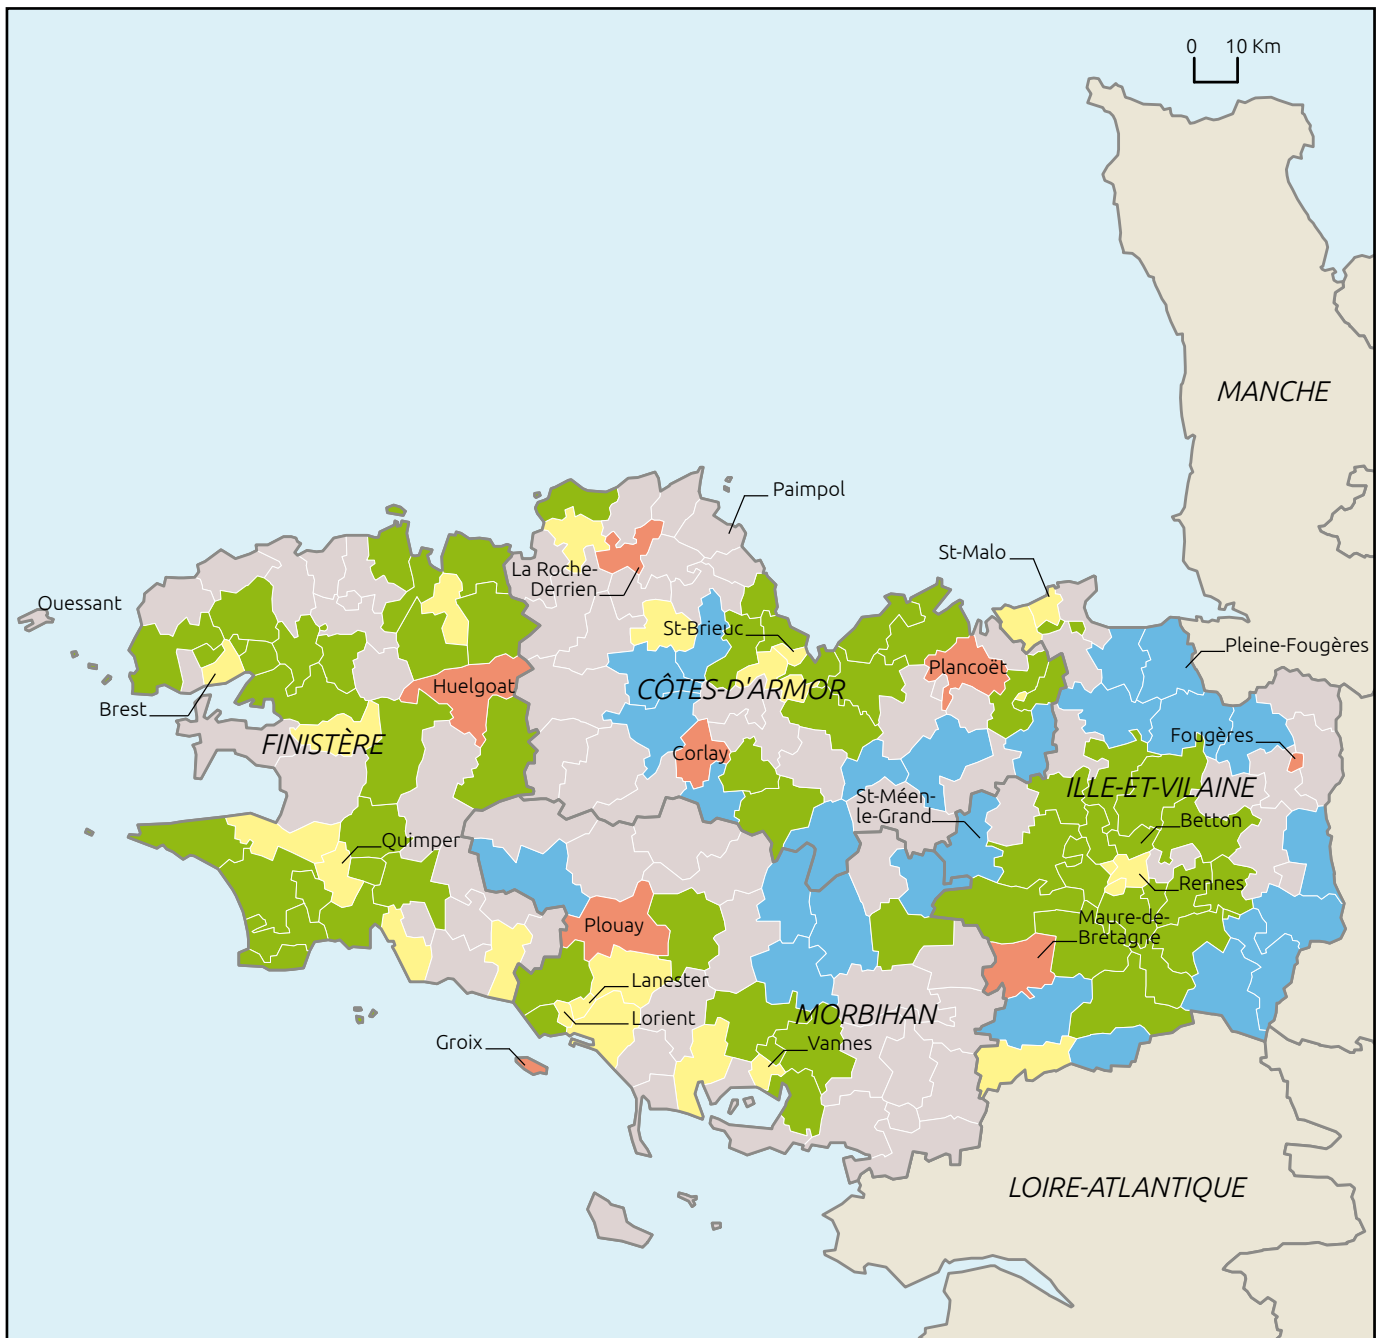 0 10 Km
MANCHE
Paimpol
St-Malo
La Roche-
Derrien
Ouessant
St-Brieuc
Pleine-Fougères
Plancoët
Huelgoat
CÔTES-D'ARMOR
Brest
FINISTÈRE
Fougères
Corlay
ILLE-ET-VILAINE
St-Méen-
le-Grand
Betton
Quimper
Rennes
Maure-de-
Bretagne
Plouay
Lanester
MORBIHAN
Lorient
Groix
Vannes
LOIRE-ATLANTIQUE